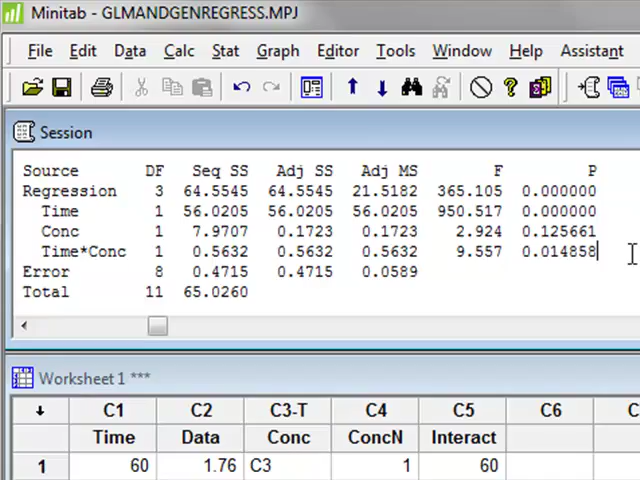 Minitab - GLMANDGENREGRESS.MPJ
File Edit Data Calc Stat Graph Editor Tools Window Help Assistant
Session
Source DF Seq SS Adj SS Adj MS F P
Regression 3 64.5545 64.5545 21.5182 365.105 0.000000
Time 1 56.0205 56.0205 56.0205 950.517 0.000000
Conc 1 7.9707 0.1723 0.1723 2.924 0.125661
Time*Conc 1 0.5632 0.5632 0.5632 9.557 0.014858
Error 8 0.4715 0.4715 0.0589
Total 11 65.0260
Worksheet 1 ***
C1 C2 C3-T C4 C5 C6 C
Time Data Conc ConcN Interact
1 60 1.76 C3 1 60